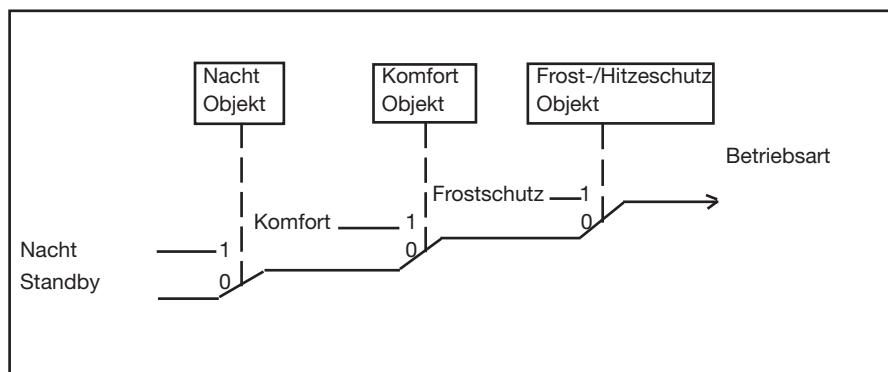 Nacht
Objekt
Komfort
Objekt
Frost-/Hitzeschutz
Objekt
Betriebsart
Frostschutz 1
0
Komfort 1
0
Nacht 1
Standby 0